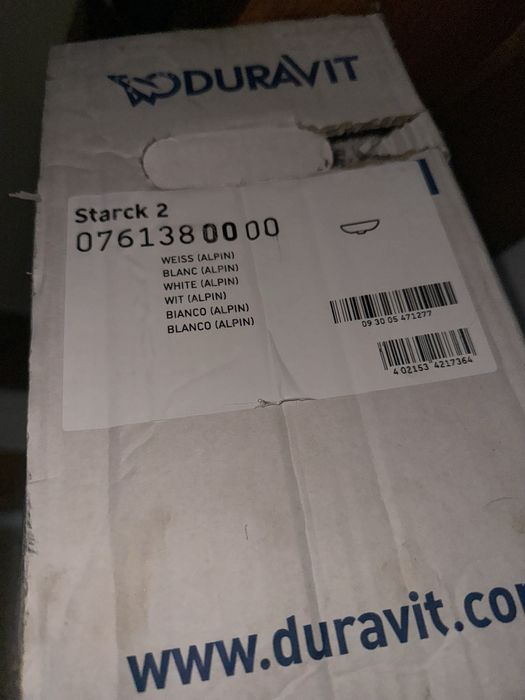 DURAVIT
Starck 2
0761380000
WEISS (ALPIN)
BLANC (ALPIN)
WHITE (ALPIN)
WIT (ALPIN)
BIANCO (ALPIN)
BLANCO (ALPIN)
09 30 05 471277
4 02153 4217364
www.duravit.co